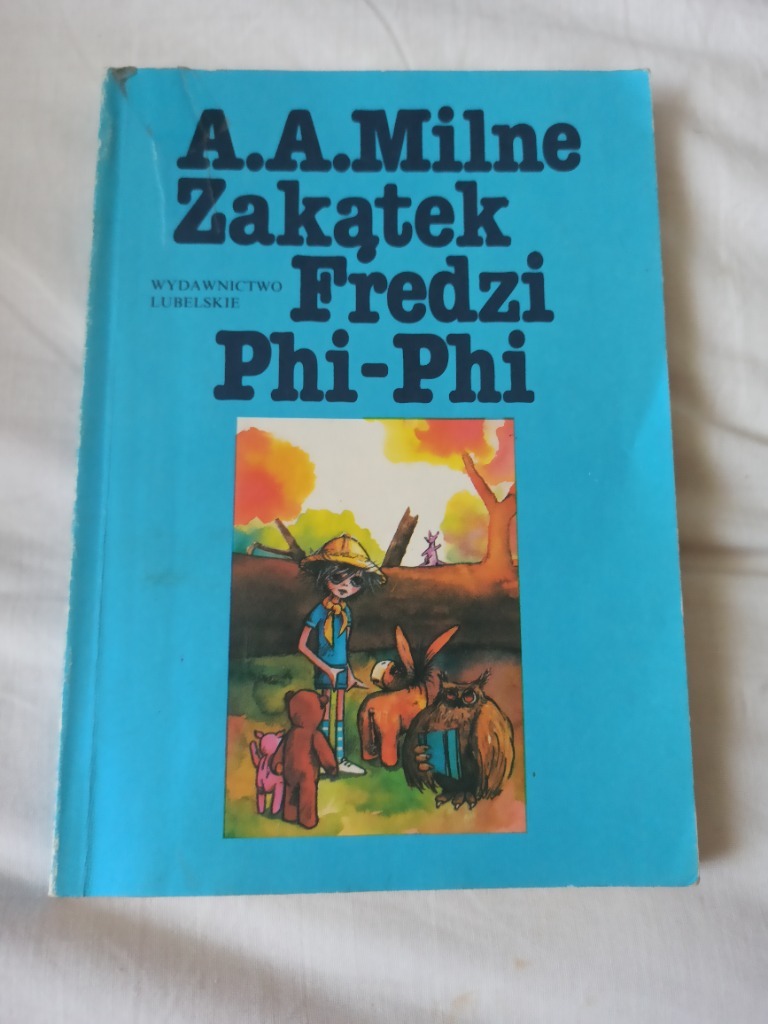 A.A.Milne
Zakątek
Fredzi
Phi-Phi
WYDAWNICTWO
LUBELSKIE